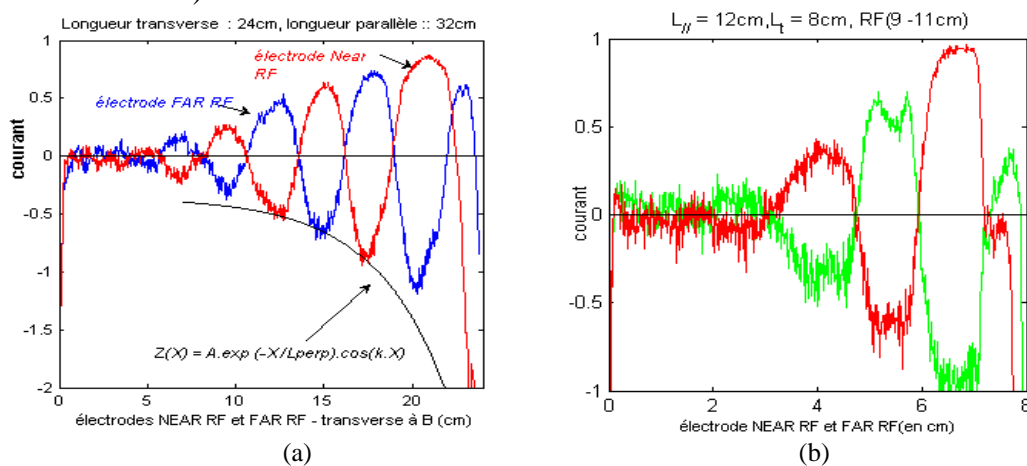 Longueur transverse : 24cm, longueur parallèle :: 32cm
courant
1
0.5
0
-0.5
-1
-1.5
-2
électrode Near
RF
électrode FAR RF
Z(X) = A.exp (-X/Lperp).cos(k.X)
0 5 10 15 20
électrodes NEAR RF et FAR RF - transverse à B (cm)
(a)
L// = 12cm,Lt = 8cm, RF(9 -11cm)
courant
1
0.5
0
-0.5
-1
0 2 4 6 8
électrode NEAR RF et FAR RF(en cm)
(b)